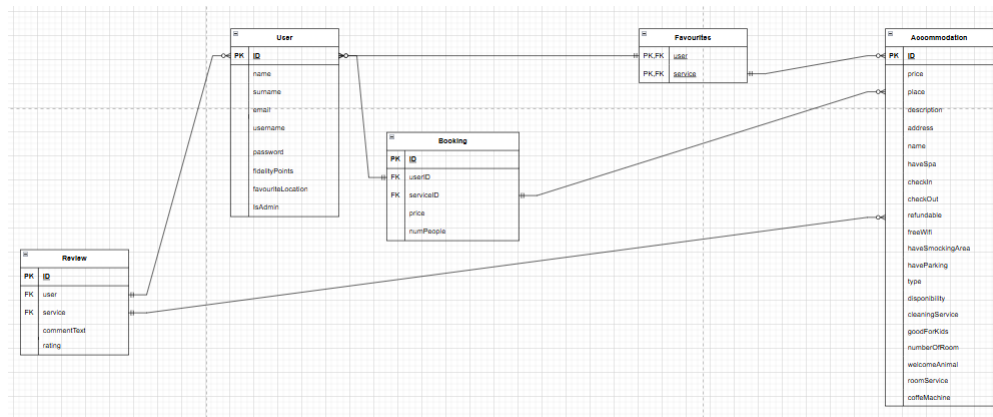 User
PK ID
name
surname
email
username
password
fidelityPoints
favouriteLocation
IsAdmin
Favourites
PK,FK user
PK,FK service
Accommodation
PK ID
price
place
description
address
name
haveSpa
checkIn
checkOut
refundable
freeWifi
haveSmockingArea
haveParking
type
disponibility
cleaningService
goodForKids
numberOfRoom
welcomeAnimal
roomService
coffeMachine
Booking
PK ID
FK userID
FK serviceID
price
numPeople
Review
PK ID
FK user
FK service
commentText
rating